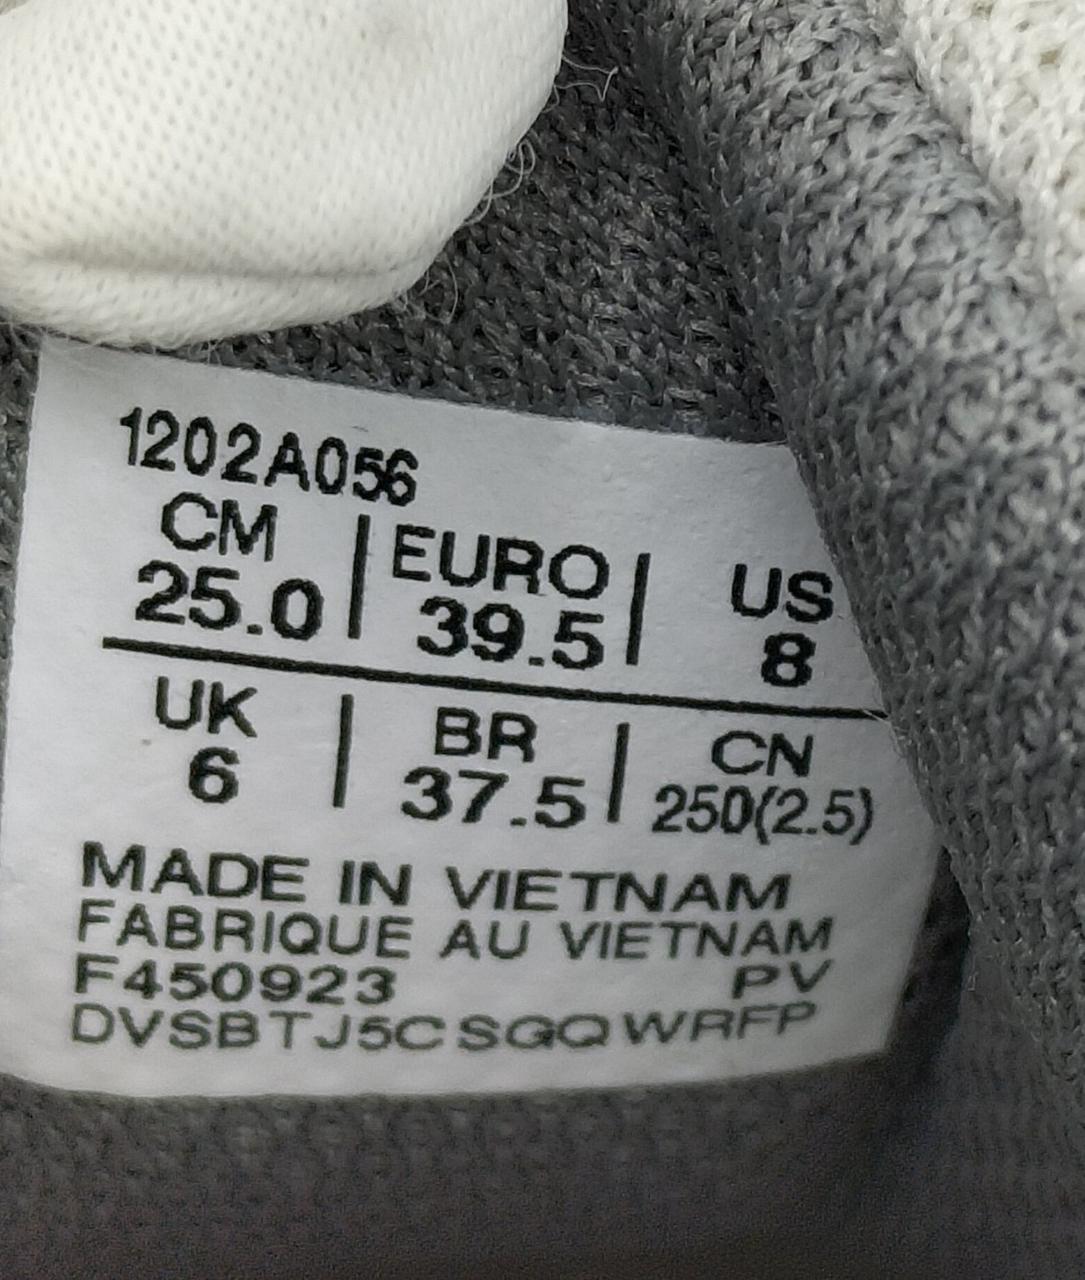 1202A056
CM | EURO | US
25.0 | 39.5 | 8
UK | BR | CN
6 | 37.5 | 250(2.5)
MADE IN VIETNAM
FABRIQUE AU VIETNAM
F450923 PV
DVSBTJ5CSGQWRFP